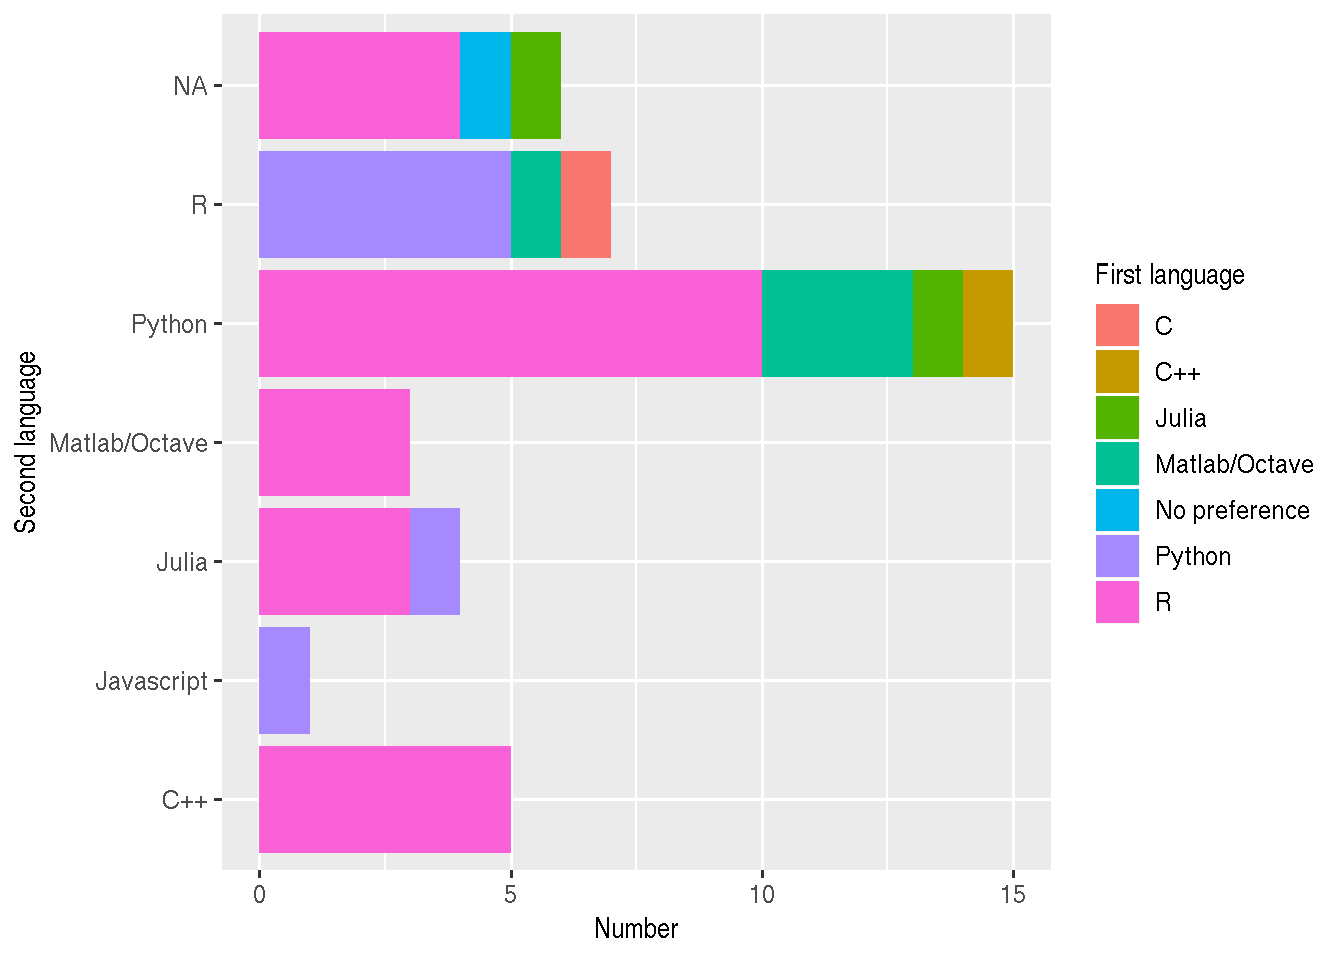 NA
R
Python
Matlab/Octave
Julia
Javascript
C++
Second language
0 5 10 15
Number
First language
C
C++
Julia
Matlab/Octave
No preference
Python
R